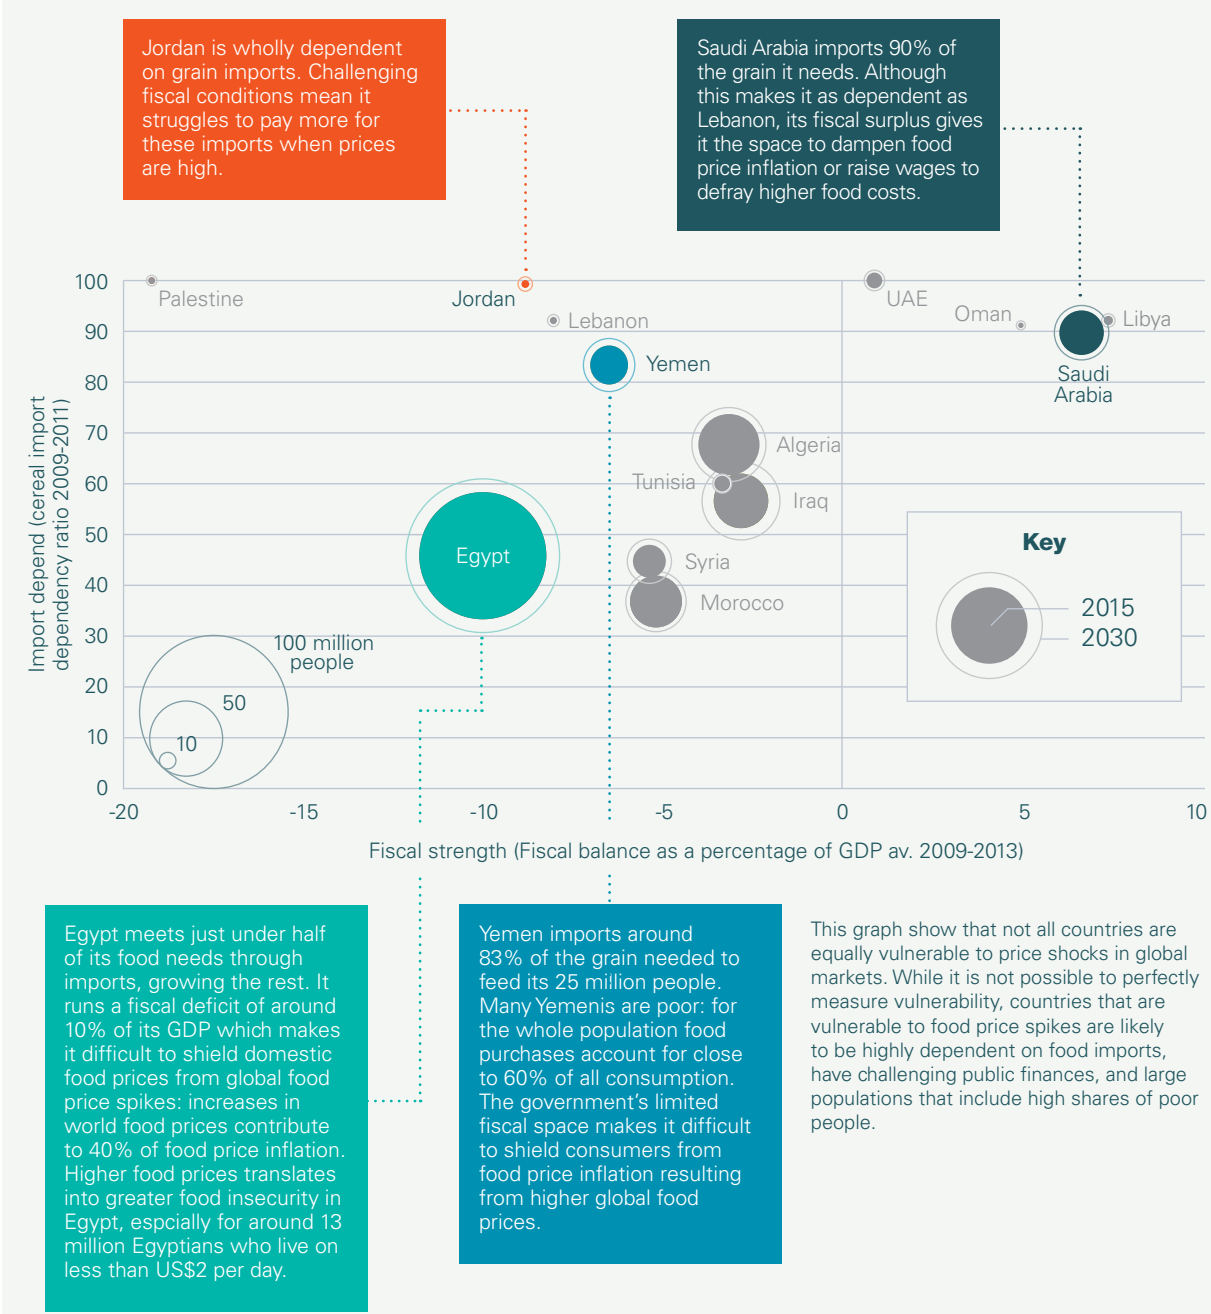 Jordan is wholly dependent
on grain imports. Challenging
fiscal conditions mean it
struggles to pay more for
these imports when prices
are high.
Saudi Arabia imports 90% of
the grain it needs. Although
this makes it as dependent as
Lebanon, its fiscal surplus gives
it the space to dampen food
price inflation or raise wages to
defray higher food costs.
Import depend (cereal import
dependency ratio 2009-2011)
100
90
80
70
60
50
40
30
20
10
0
Palestine
Jordan
Lebanon
Yemen
UAE
Oman
Libya
Saudi
Arabia
Algeria
Tunisia
Iraq
Egypt
Syria
Morocco
Key
2015
2030
100 million
people
50
10
-20
-15
-10
-5
0
5
10
Fiscal strength (Fiscal balance as a percentage of GDP av. 2009-2013)
Egypt meets just under half
of its food needs through
imports, growing the rest. It
runs a fiscal deficit of around
10% of its GDP which makes
it difficult to shield domestic
food prices from global food
price spikes: increases in
world food prices contribute
to 40% of food price inflation.
Higher food prices translates
into greater food insecurity in
Egypt, espcially for around 13
million Egyptians who live on
less than US$2 per day.
Yemen imports around
83% of the grain needed to
feed its 25 million people.
Many Yemenis are poor: for
the whole population food
purchases account for close
to 60% of all consumption.
The government's limited
fiscal space makes it difficult
to shield consumers from
food price inflation resulting
from higher global food
prices.
This graph show that not all countries are
equally vulnerable to price shocks in global
markets. While it is not possible to perfectly
measure vulnerability, countries that are
vulnerable to food price spikes are likely
to be highly dependent on food imports,
have challenging public finances, and large
populations that include high shares of poor
people.